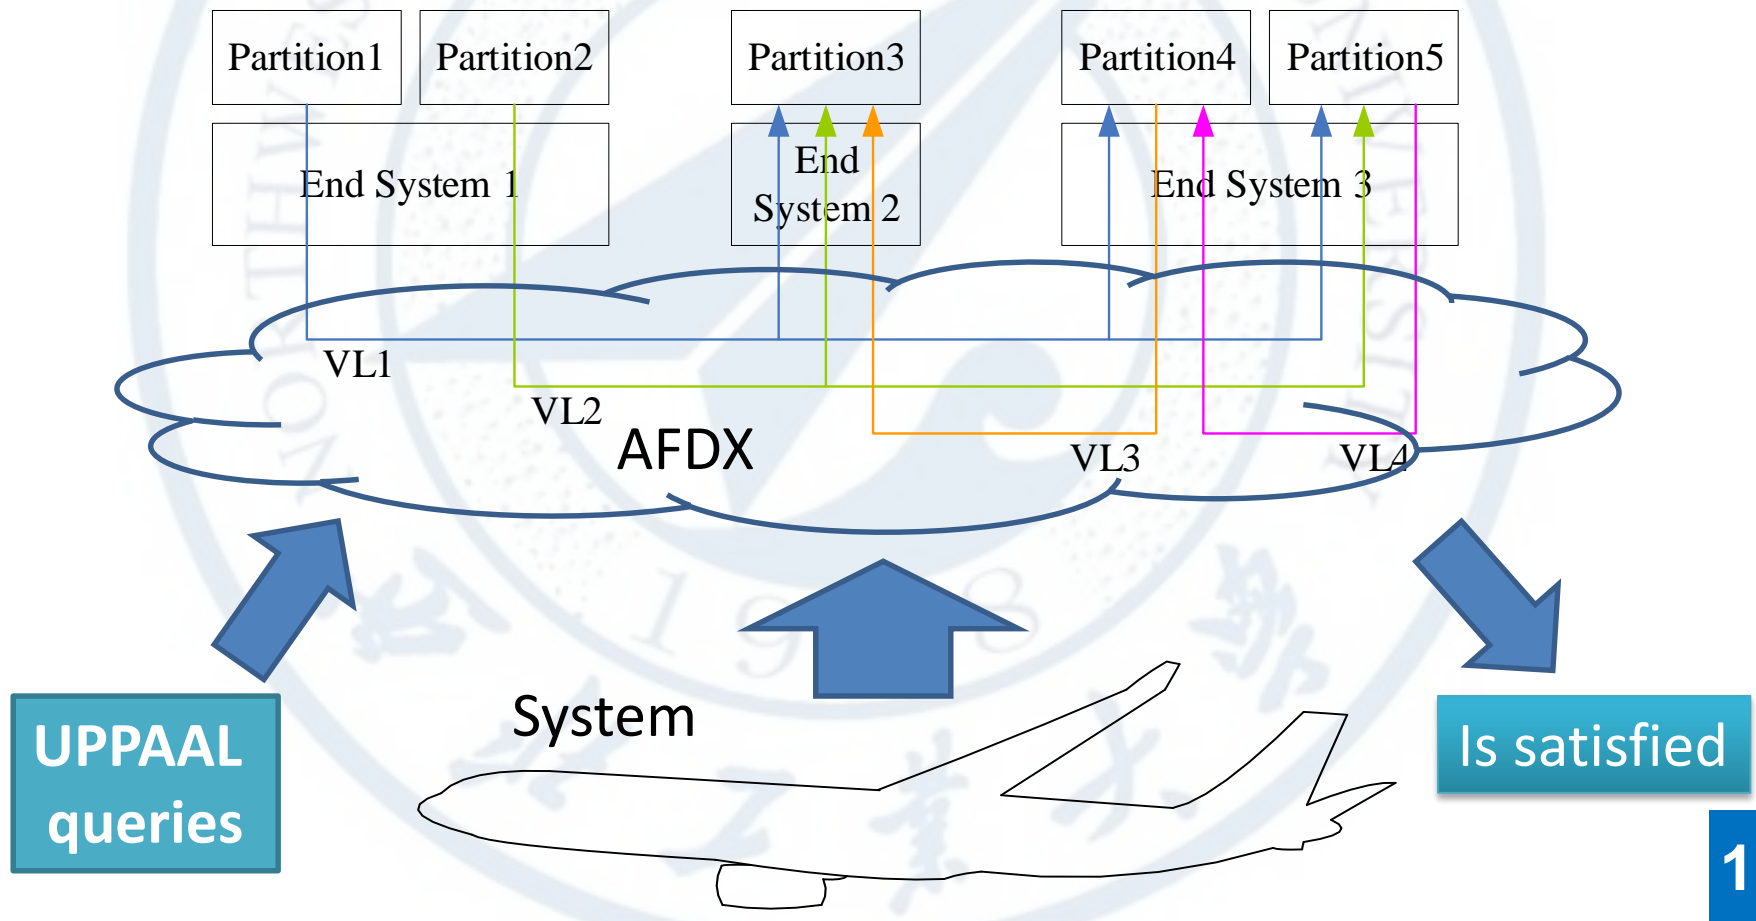 Partition1
Partition2
Partition3
Partition4
Partition5
End System 1
End
System 2
End System 3
VL1
VL2
AFDX
VL3
VL4
System
UPPAAL
queries
Is satisfied
1
1938